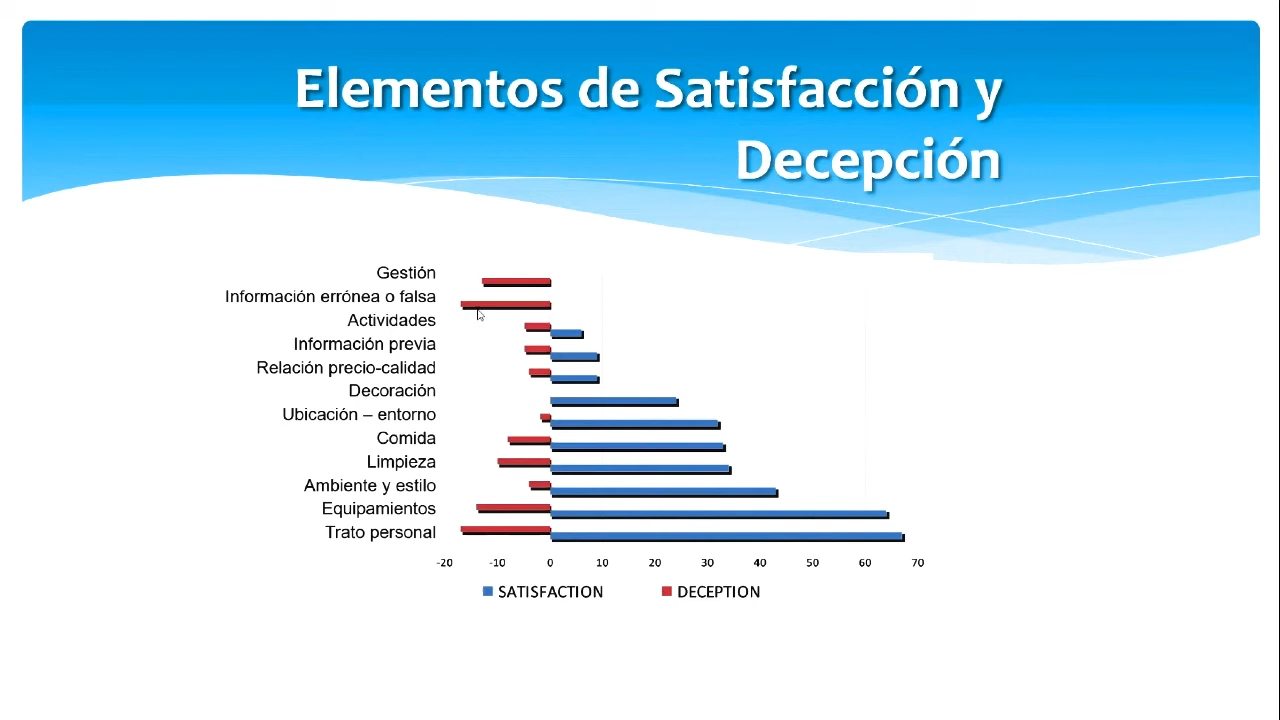 Elementos de Satisfacción y
Decepción
Gestión
Información errónea o falsa
Actividades
Información previa
Relación precio-calidad
Decoración
Ubicación – entorno
Comida
Limpieza
Ambiente y estilo
Equipamientos
Trato personal
-20 -10 0 10 20 30 40 50 60 70
SATISFACTION DECEPTION